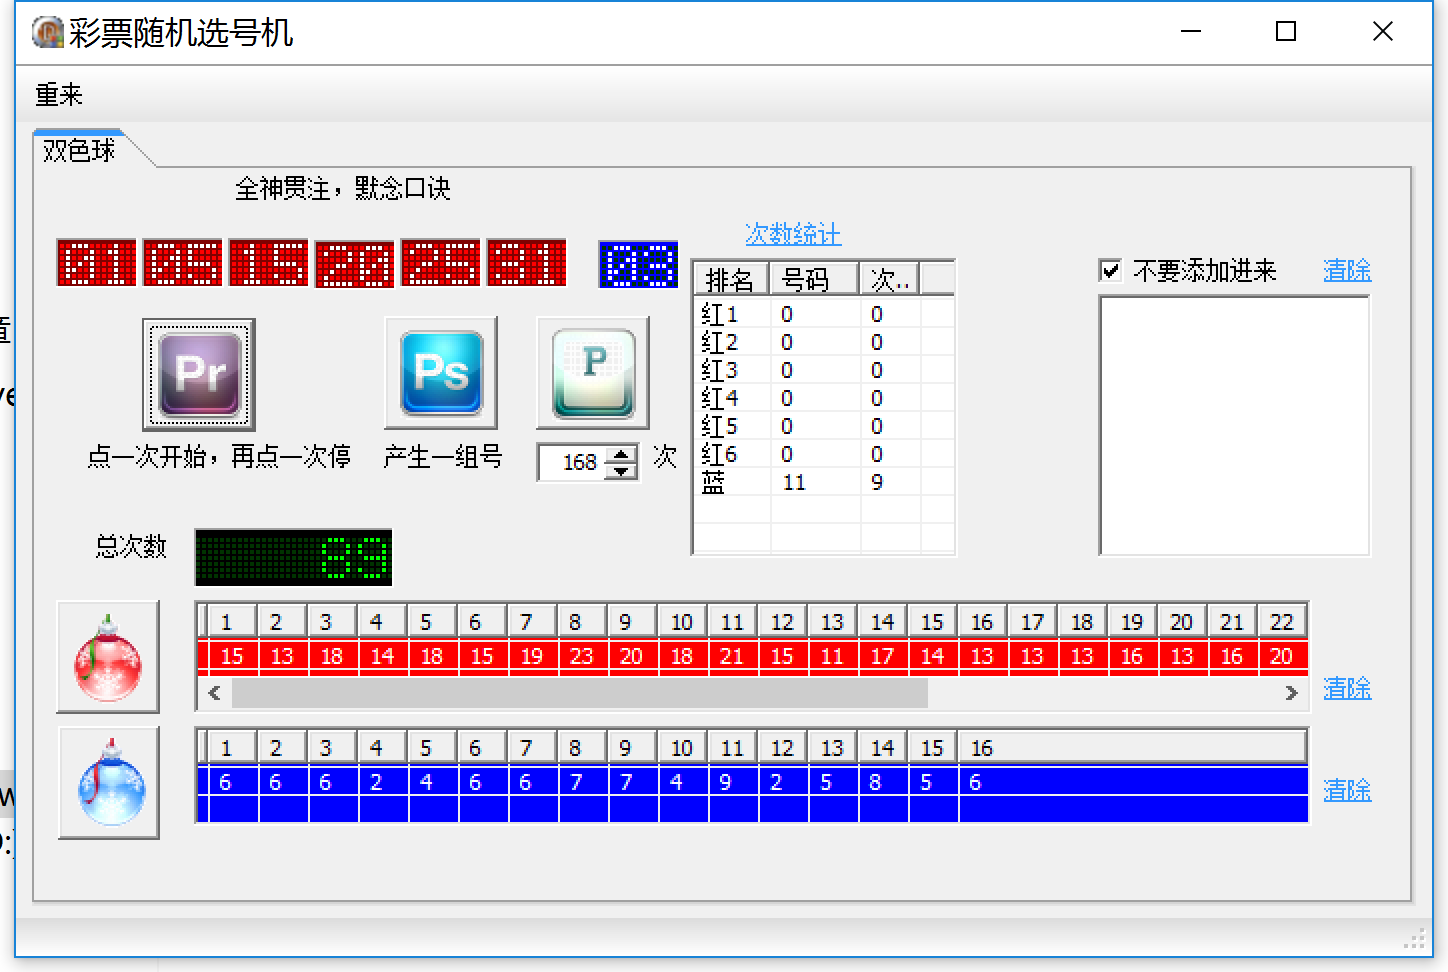 彩票随机选号机
重来
双色球
全神贯注，默念口诀
01 05 15 20 25 31 03
次数统计
排名 号码 次..
红1 0 0
红2 0 0
红3 0 0
红4 0 0
红5 0 0
红6 0 0
蓝 11 9
不要添加进来 清除
Pr Ps P
点一次开始，再点一次停 产生一组号 168 次
总次数 89
1 2 3 4 5 6 7 8 9 10 11 12 13 14 15 16 17 18 19 20 21 22
15 13 18 14 18 15 19 23 20 18 21 15 11 17 14 13 13 13 16 13 16 20
清除
1 2 3 4 5 6 7 8 9 10 11 12 13 14 15 16
6 6 6 2 4 6 6 7 7 4 9 2 5 8 5 6
清除